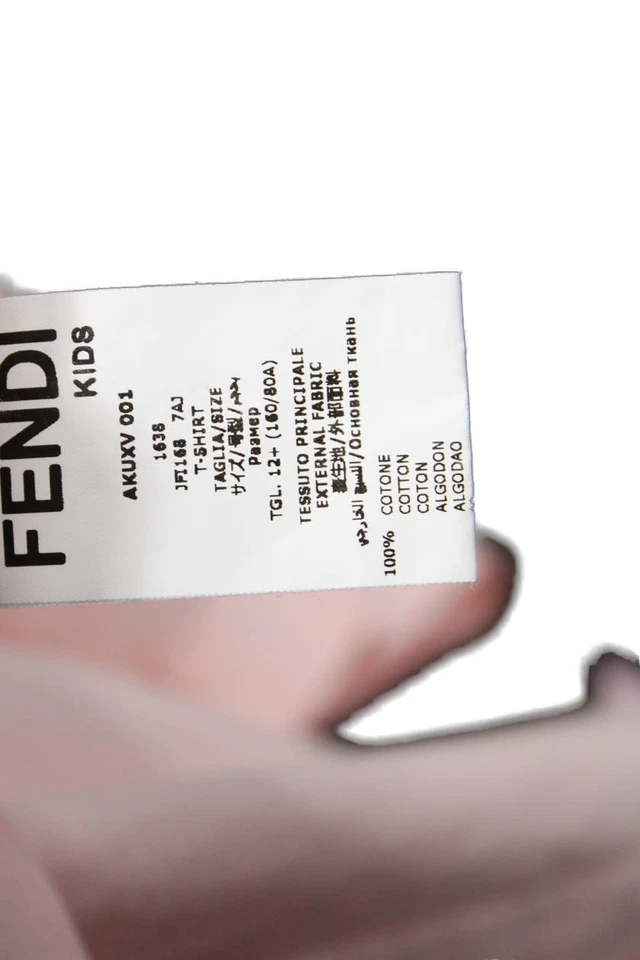 FENDI
KIDS
AKUXV 001
1638
JFI168 7AJ
T-SHIRT
TAGLIA/SIZE
サイズ/号型/
Размер
TGL. 12+ (160/80A)
TESSUTO PRINCIPALE
EXTERNAL FABRIC
表生地/外部面料
/Основная ткань
100% COTONE
COTTON
COTON
ALGODON
ALGODAO